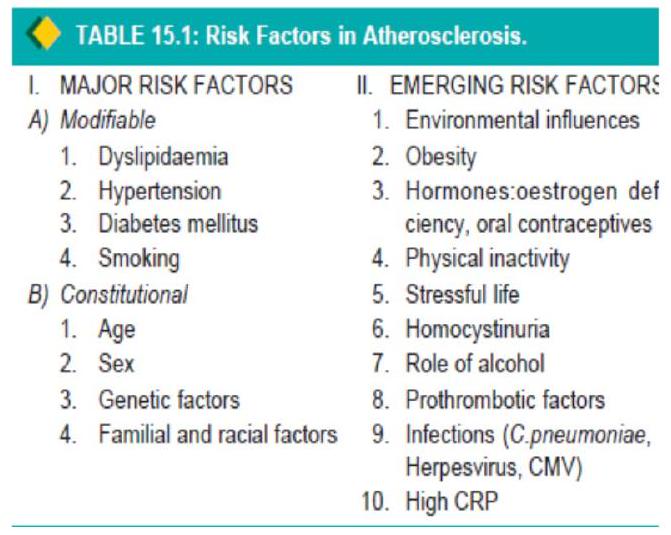 TABLE 15.1: Risk Factors in Atherosclerosis.
I. MAJOR RISK FACTORS
A) Modifiable
1. Dyslipidaemia
2. Hypertension
3. Diabetes mellitus
4. Smoking
B) Constitutional
1. Age
2. Sex
3. Genetic factors
4. Familial and racial factors
II. EMERGING RISK FACTORS
1. Environmental influences
2. Obesity
3. Hormones:oestrogen def
ciency, oral contraceptives
4. Physical inactivity
5. Stressful life
6. Homocystinuria
7. Role of alcohol
8. Prothrombotic factors
9. Infections (C.pneumoniae,
Herpesvirus, CMV)
10. High CRP